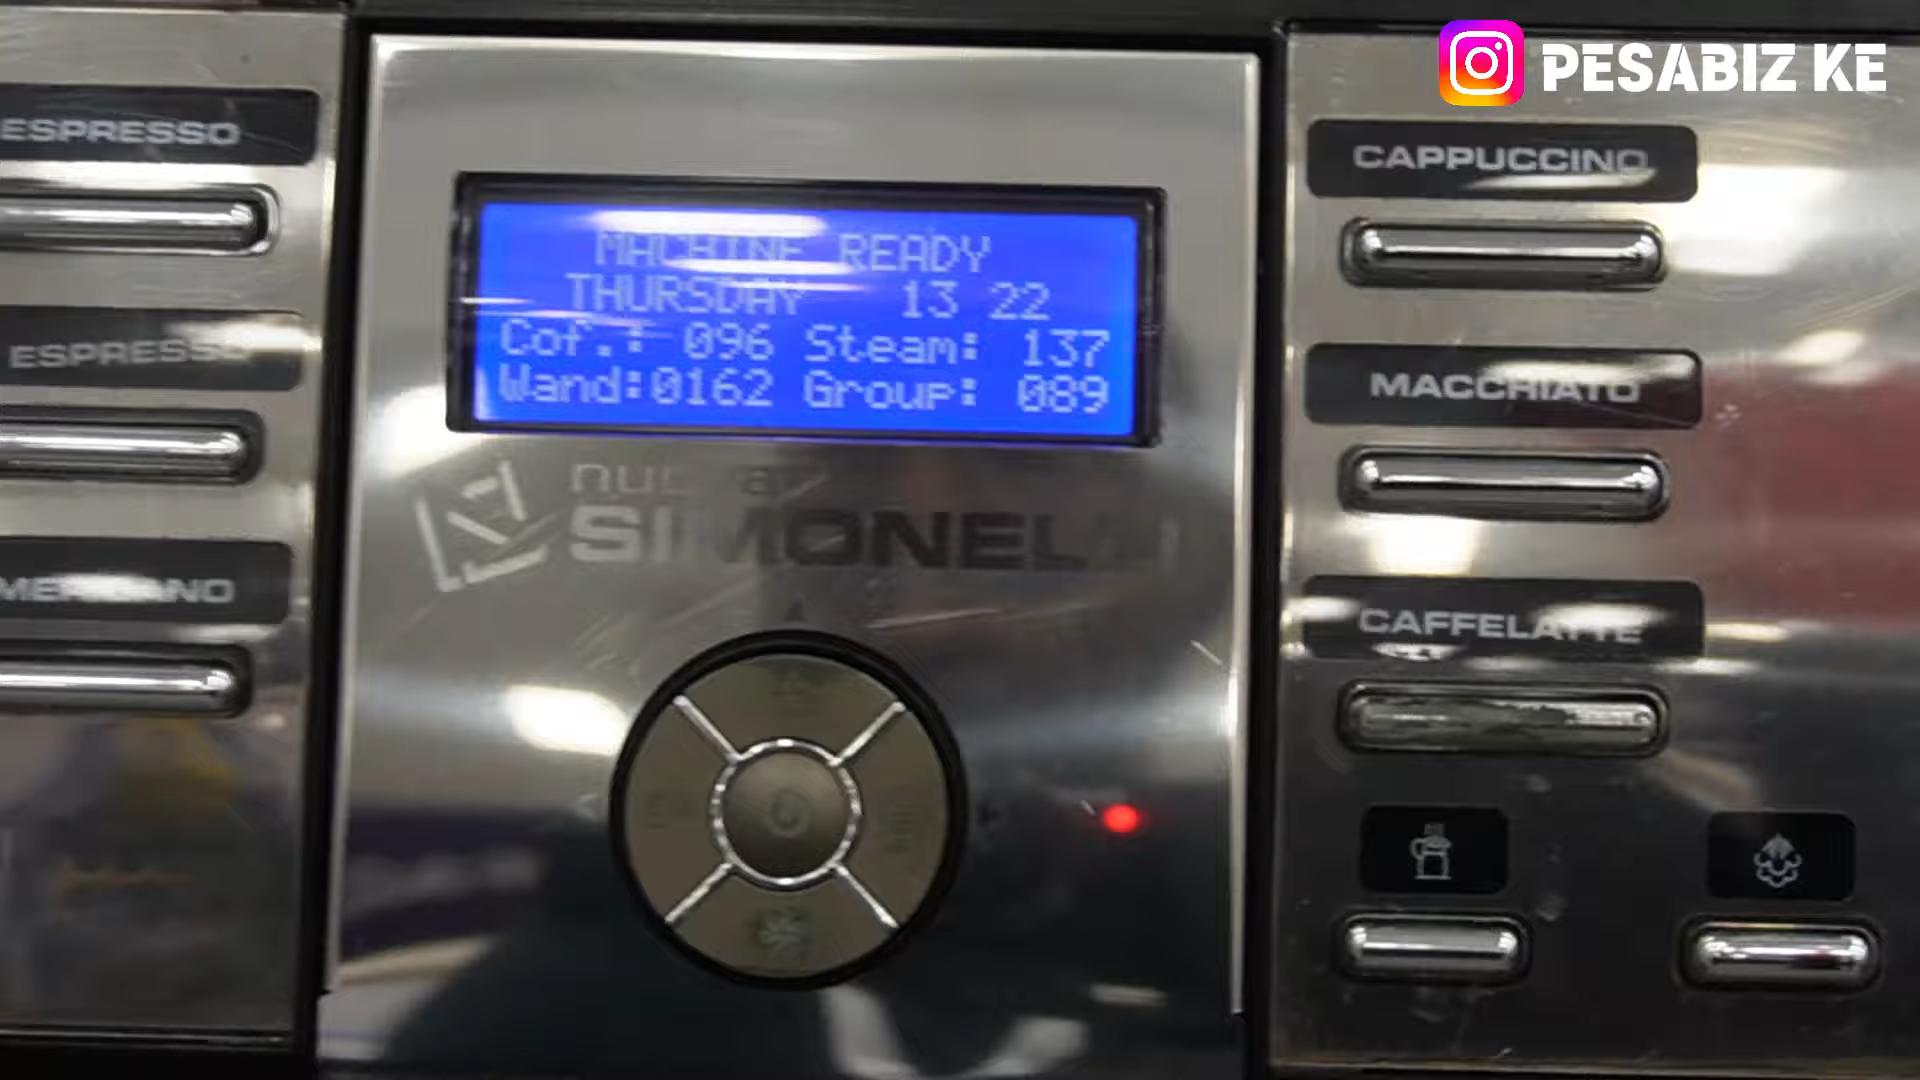 PESABIZ KE
ESPRESSO
ESPRESSO
MERICANO
MACHINE READY
THURSDAY 13 22
Cof.: 096 Steam: 137
Wand:0162 Group: 089
SIMONELLI
CAPPUCCINO
MACCHIATO
CAFFELATTE